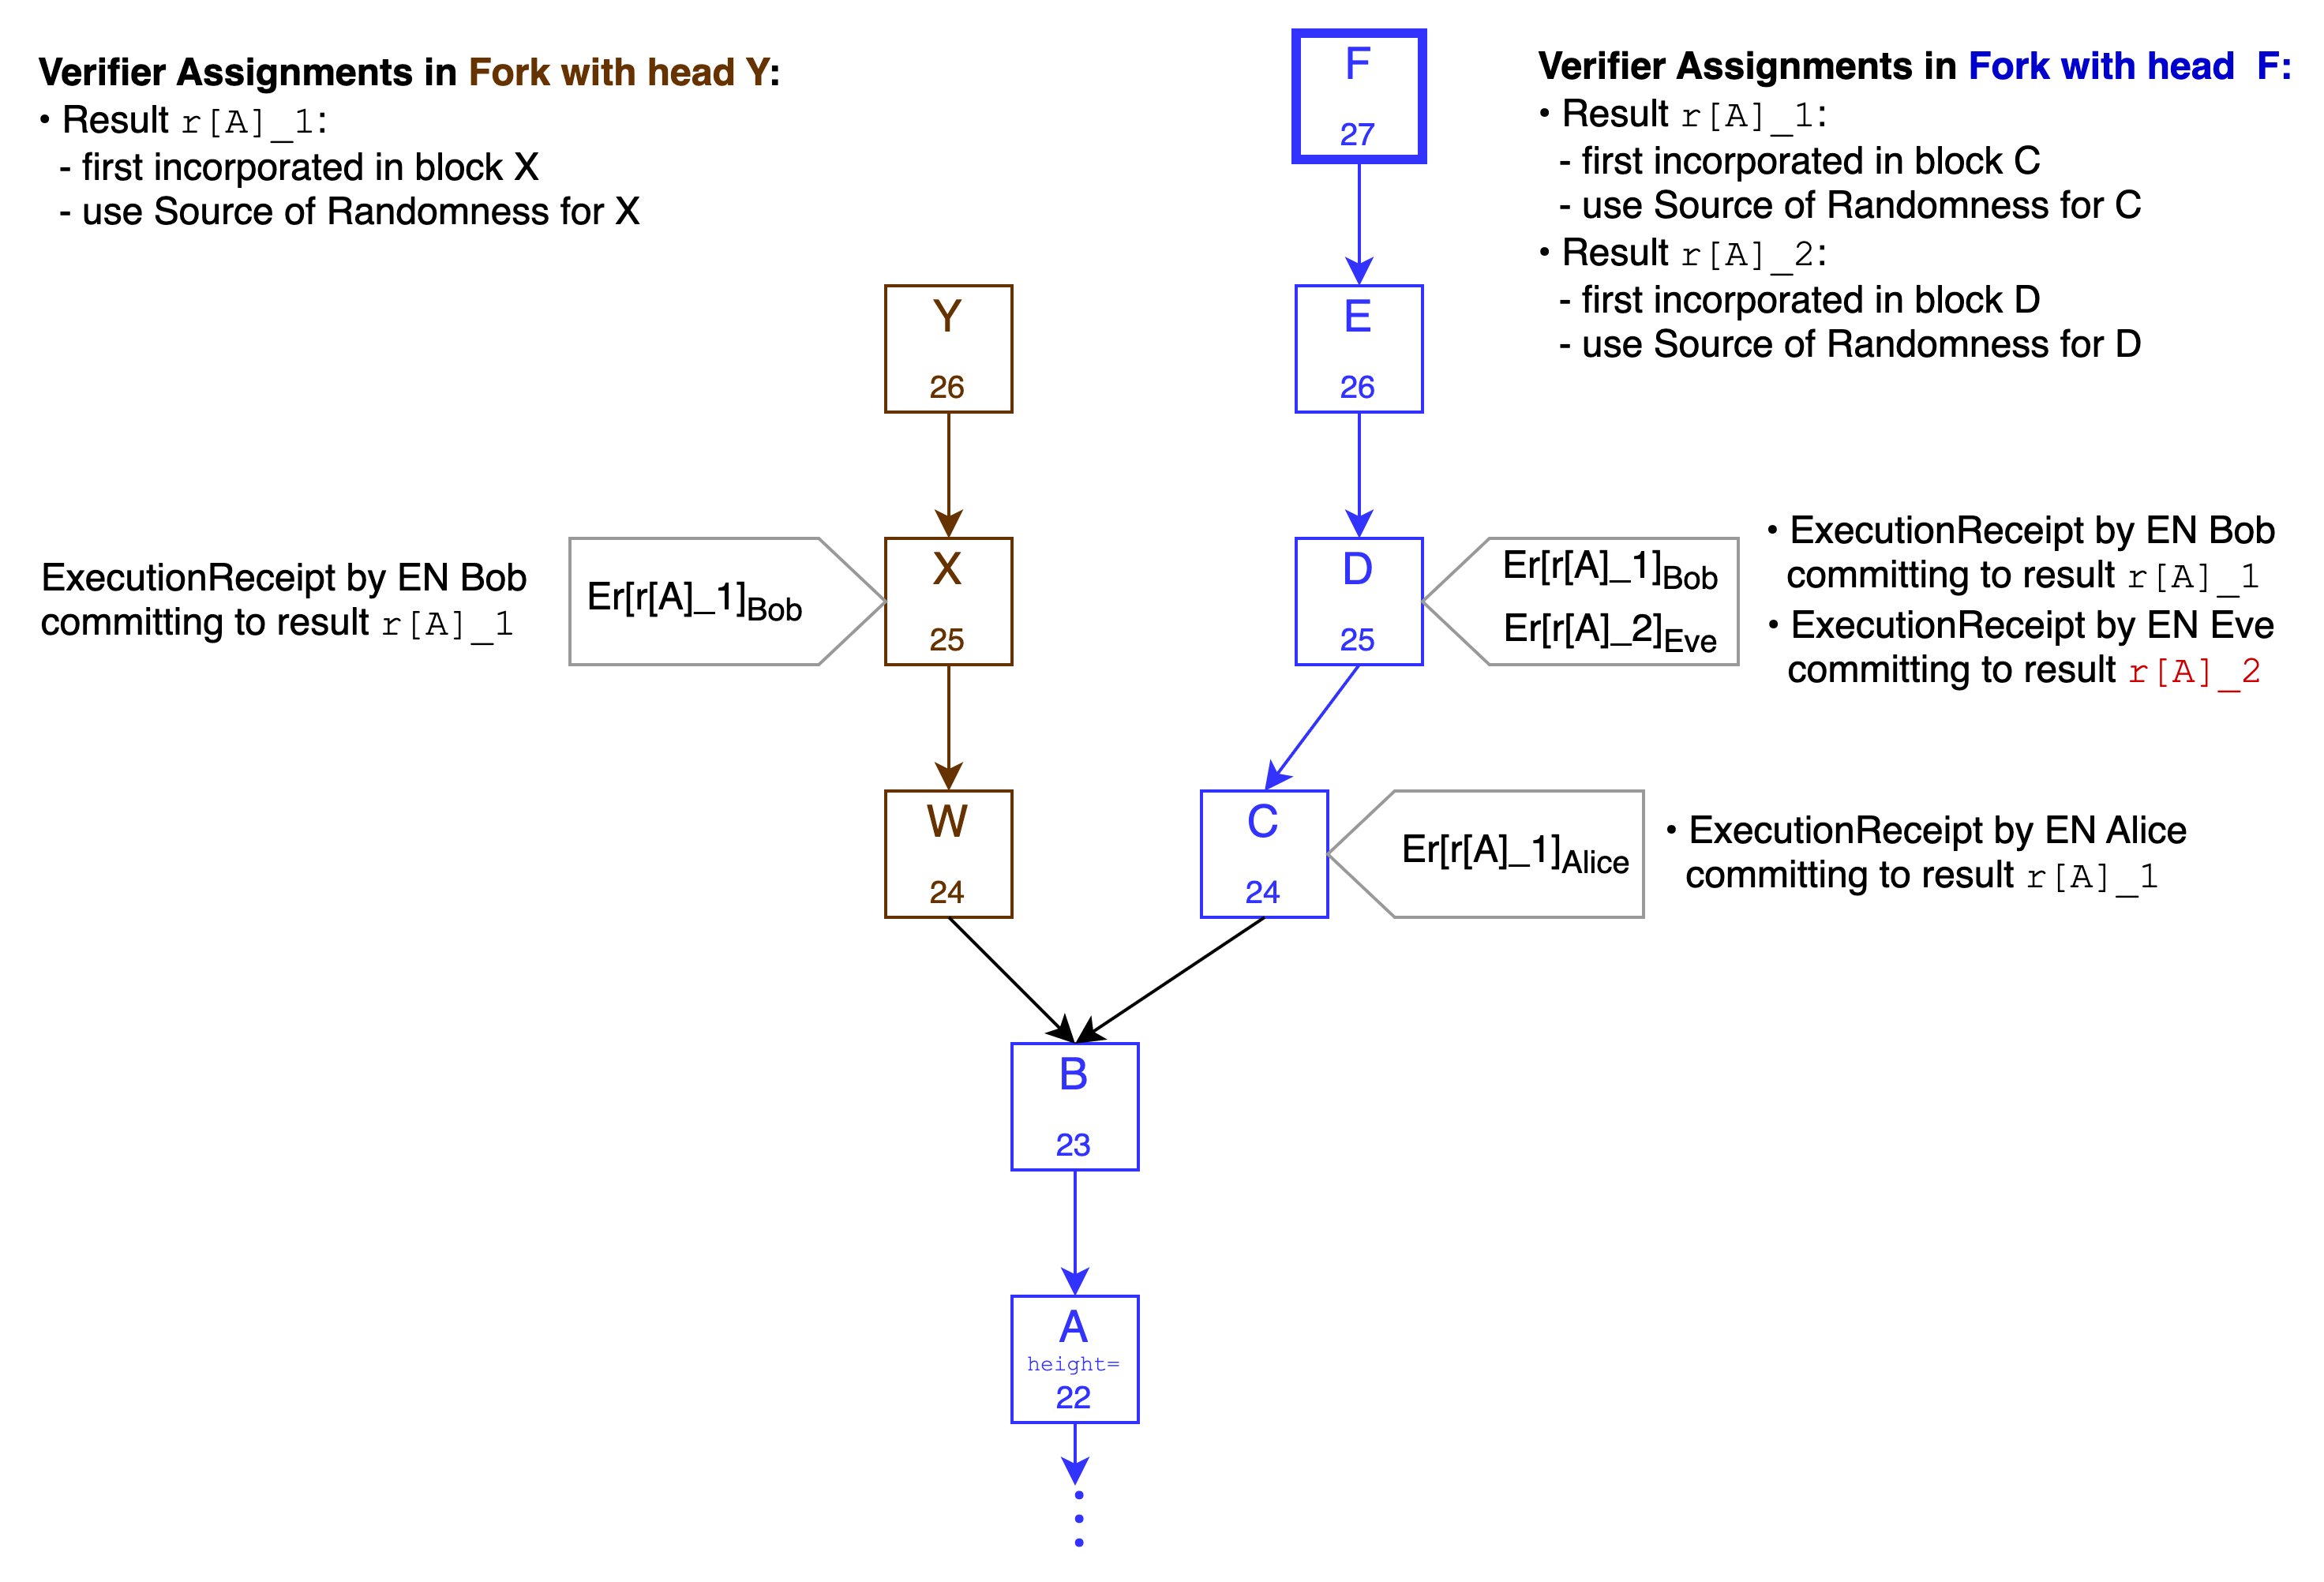 Verifier Assignments in Fork with head Y:
• Result r[A]_1:
- first incorporated in block X
- use Source of Randomness for X
F
27
Verifier Assignments in Fork with head F:
• Result r[A]_1:
- first incorporated in block C
- use Source of Randomness for C
• Result r[A]_2:
- first incorporated in block D
- use Source of Randomness for D
Y
26
E
26
ExecutionReceipt by EN Bob
committing to result r[A]_1
Er[r[A]_1]Bob
X
25
D
25
Er[r[A]_1]Bob
Er[r[A]_2]Eve
• ExecutionReceipt by EN Bob
committing to result r[A]_1
• ExecutionReceipt by EN Eve
committing to result r[A]_2
W
24
C
24
Er[r[A]_1]Alice
• ExecutionReceipt by EN Alice
committing to result r[A]_1
B
23
A
height=
22